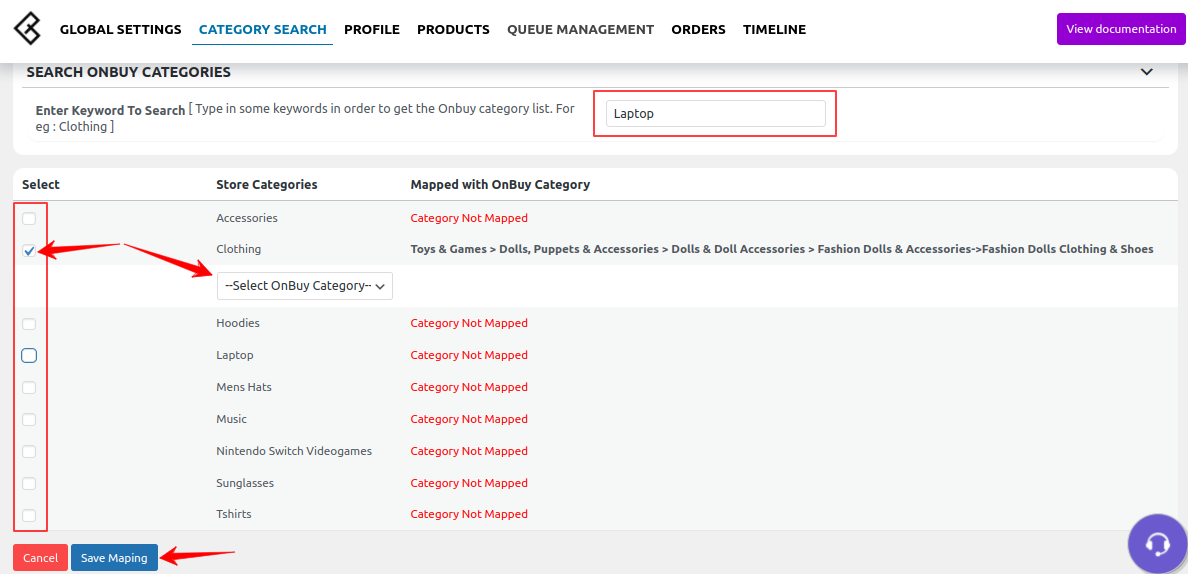 GLOBAL SETTINGS CATEGORY SEARCH PROFILE PRODUCTS QUEUE MANAGEMENT ORDERS TIMELINE View documentation
SEARCH ONBUY CATEGORIES
Enter Keyword To Search [ Type in some keywords in order to get the Onbuy category list. For
eg : Clothing ]
Laptop
Select Store Categories Mapped with OnBuy Category
Accessories Category Not Mapped
Clothing Toys & Games > Dolls, Puppets & Accessories > Dolls & Doll Accessories > Fashion Dolls & Accessories->Fashion Dolls Clothing & Shoes
--Select OnBuy Category--
Hoodies Category Not Mapped
Laptop Category Not Mapped
Mens Hats Category Not Mapped
Music Category Not Mapped
Nintendo Switch Videogames Category Not Mapped
Sunglasses Category Not Mapped
Tshirts Category Not Mapped
Cancel Save Maping